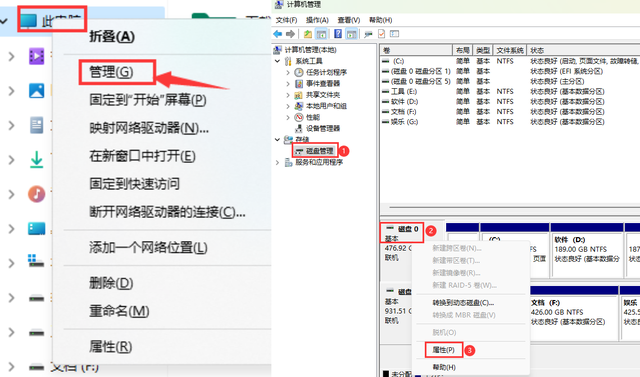 此电脑
折叠(A)
管理(G)
固定到"开始"屏幕(P)
映射网络驱动器(N)...
在新窗口中打开(E)
固定到快速访问
断开网络驱动器的连接(C)...
添加一个网络位置(L)
删除(D)
重命名(M)
属性(R)
文档 (F:)
计算机管理
文件(F) 操作(A) 查看(V) 帮助(H)
计算机管理(本地)
系统工具
任务计划程序
事件查看器
共享文件夹
本地用户和组
性能
设备管理器
存储
磁盘管理 1
服务和应用程序
卷 布局 类型 文件系统 状态
(C:) 简单 基本 NTFS 状态良好 (启动, 页面文件, 故障转储,
(磁盘 0 磁盘分区 1) 简单 基本 状态良好 (EFI 系统分区)
(磁盘 0 磁盘分区 5) 简单 基本 状态良好 (主分区)
工具 (E:) 简单 基本 NTFS 状态良好 (基本数据分区)
软件 (D:) 简单 基本 NTFS 状态良好 (基本数据分区)
文档 (F:) 简单 基本 NTFS 状态良好 (基本数据分区)
娱乐 (G:) 简单 基本 NTFS 状态良好 (基本数据分区)
磁盘 0 2
基本
476.92 G
联机
(C:)
页面
软件 (D:)
189.00 GB NTFS
状态良好 (基本数据分区)
工
18
状
新建跨区卷(N)...
新建带区卷(T)...
新建镜像卷(R)...
新建 RAID-5 卷(W)...
转换到动态磁盘(C)...
转换成 MBR 磁盘(V)
脱机(O)
属性(P) 3
帮助(H)
磁盘
基本
931.51 G
联机
文档 (F:)
426.00 GB NTFS
状态良好 (基本数据分区)
娱乐
425.5
状态
未分配